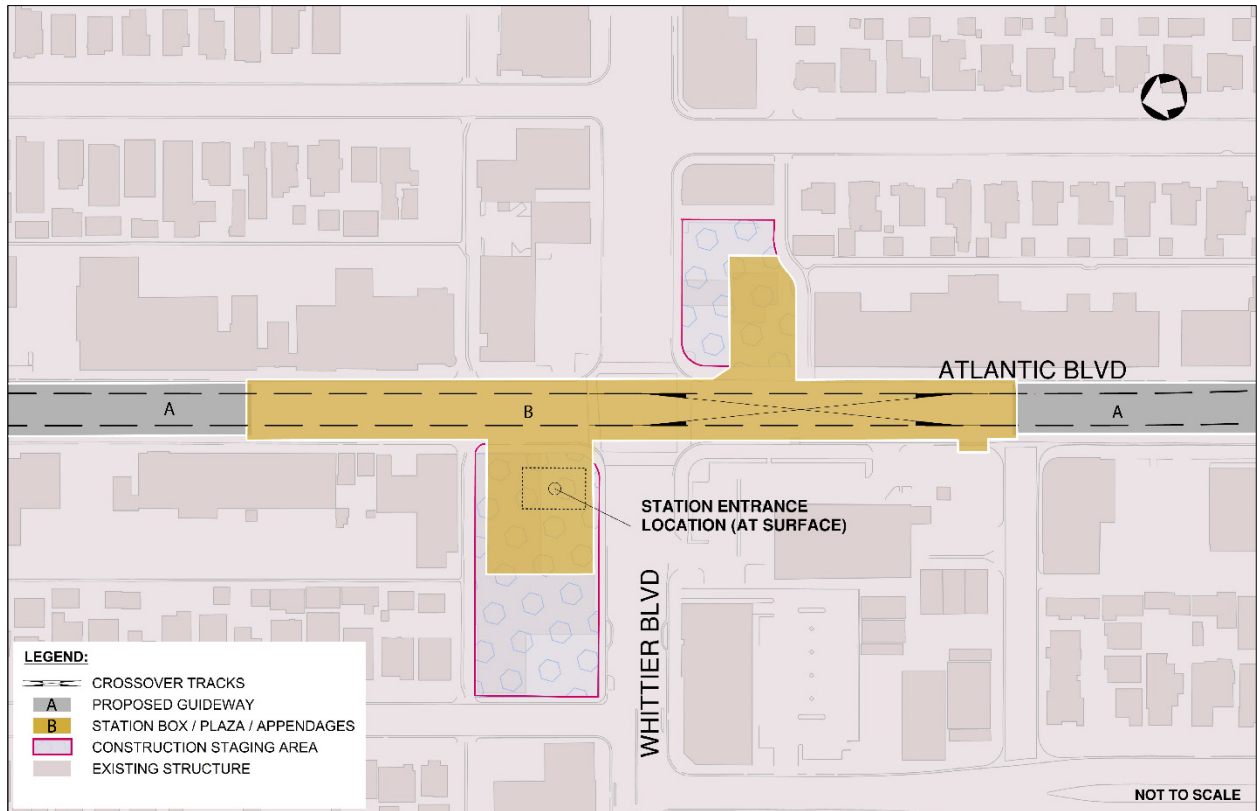 ATLANTIC BLVD
A
B
A
STATION ENTRANCE
LOCATION (AT SURFACE)
WHITTIER BLVD
LEGEND:
CROSSOVER TRACKS
A PROPOSED GUIDEWAY
B STATION BOX / PLAZA / APPENDAGES
CONSTRUCTION STAGING AREA
EXISTING STRUCTURE
NOT TO SCALE